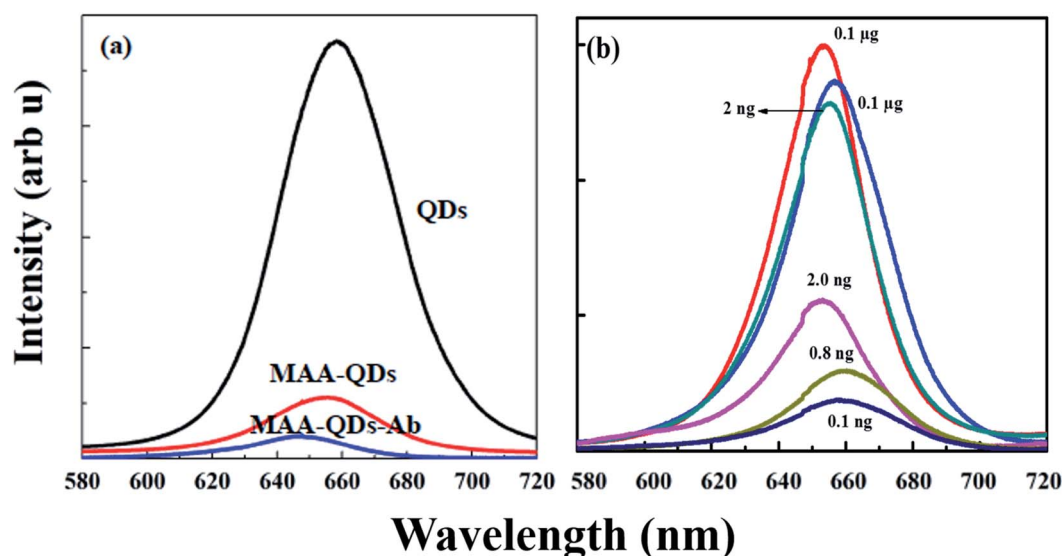 (a)
QDs
MAA-QDs
MAA-QDs-Ab
580 600 620 640 660 680 700 720
(b)
0.1 µg
0.1 µg
2 ng
2.0 ng
0.8 ng
0.1 ng
580 600 620 640 660 680 700 720
Intensity (arb u)
Wavelength (nm)